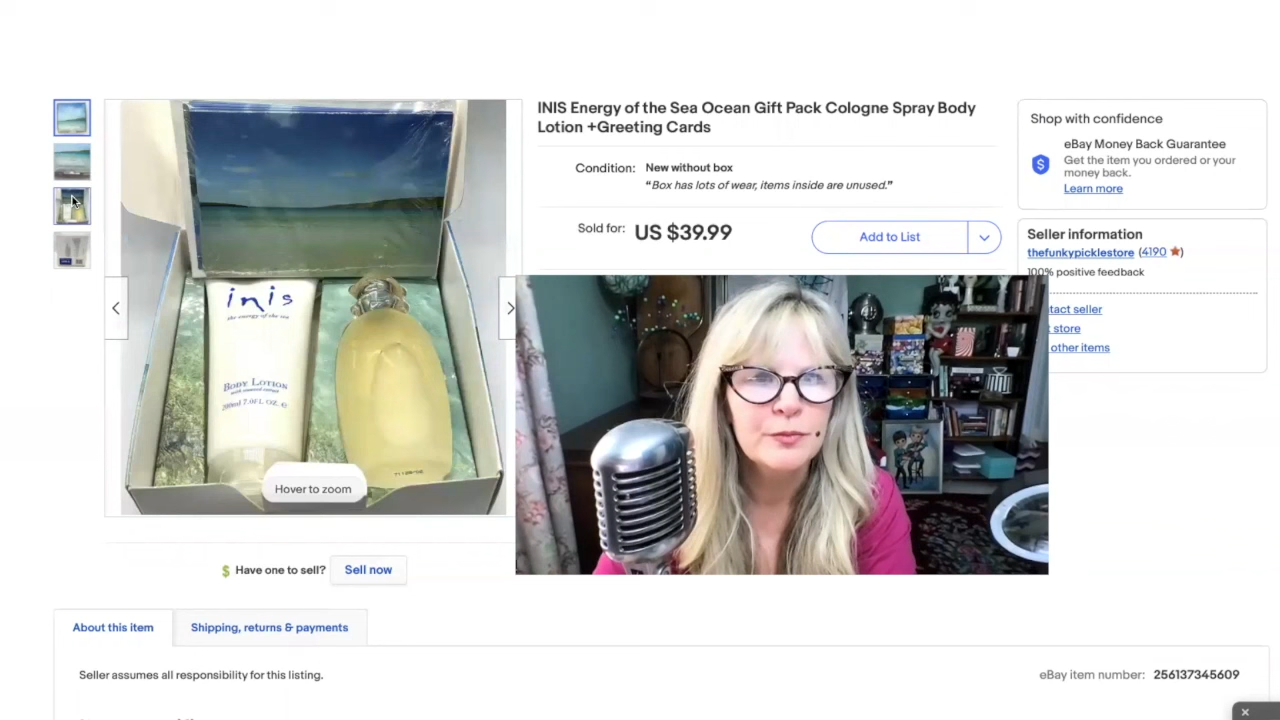 INIS Energy of the Sea Ocean Gift Pack Cologne Spray Body
Lotion +Greeting Cards
Condition: New without box
“Box has lots of wear, items inside are unused.”
Sold for: US $39.99
Add to List
Shop with confidence
eBay Money Back Guarantee
Get the item you ordered or your
money back.
Learn more
Seller information
thefunkypicklestore (4190 ★)
100% positive feedback
tact seller
store
other items
inis
the energy of the sea
BODY LOTION
200ml 7.0 FL OZ. e
Hover to zoom
Have one to sell? Sell now
About this item
Shipping, returns & payments
Seller assumes all responsibility for this listing.
eBay item number: 256137345609